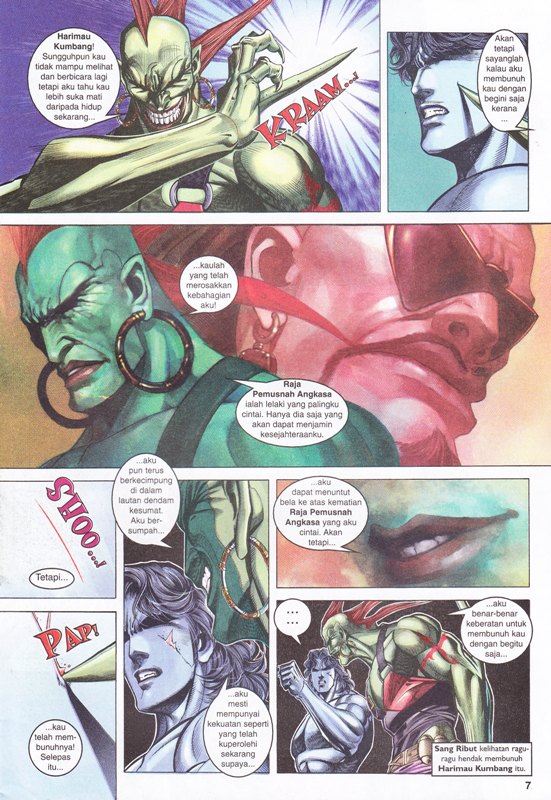 Harimau
Kumbang!
Sungguhpun kau
tidak mampu melihat
dan berbicara lagi
tetapi aku tahu kau
lebih suka mati
daripada hidup
sekarang...
KRAAM...!
Akan
tetapi
sayanglah
kalau aku
membunuh
kau dengan
begini saja
kerana
...
...kaulah
yang telah
merosakkan
kebahagian
aku!
Raja
Pemusnah Angkasa
ialah lelaki yang palingku
cintai. Hanya dia saja yang
akan dapat menjamin
kesejahteraanku.
SHOO...!
Tetapi...
PAP!
...kau
telah mem-
bunuhnya!
Selepas
itu...
...aku
pun terus
berkecimpung
di dalam
lautan dendam
kesumat.
Aku ber-
sumpah...
...aku
mesti
mempunyai
kekuatan seperti
yang telah
kuperolehi
sekarang
supaya...
...aku
dapat menuntut
bela ke atas kematian
Raja Pemusnah
Angkasa yang aku
cintai. Akan
tetapi...
...
...
...aku
benar-benar
keberatan untuk
membunuh kau
dengan begitu
saja...
Sang Ribut kelihatan ragu-
ragu hendak membunuh
Harimau Kumbang itu.
7